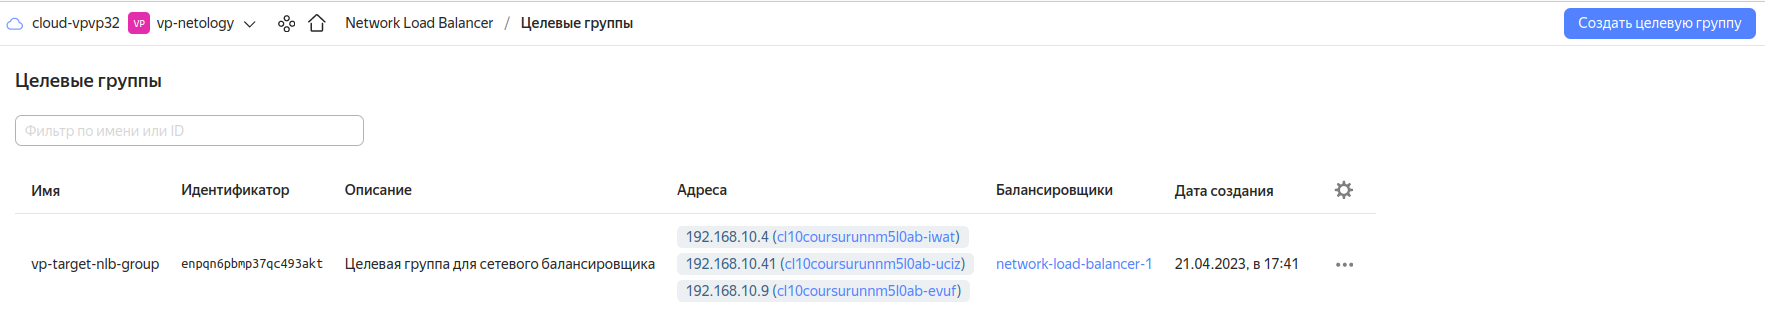 cloud-vpvp32 VP vp-netology Network Load Balancer / Целевые группы Создать целевую группу
Целевые группы
Фильтр по имени или ID
Имя Идентификатор Описание Адреса Балансировщики Дата создания
192.168.10.4 (cl10coursurunnm5l0ab-iwat)
vp-target-nlb-group enpqn6pbmp37qc493akt Целевая группа для сетевого балансировщика 192.168.10.41 (cl10coursurunnm5l0ab-uciz) network-load-balancer-1 21.04.2023, в 17:41
192.168.10.9 (cl10coursurunnm5l0ab-evuf)